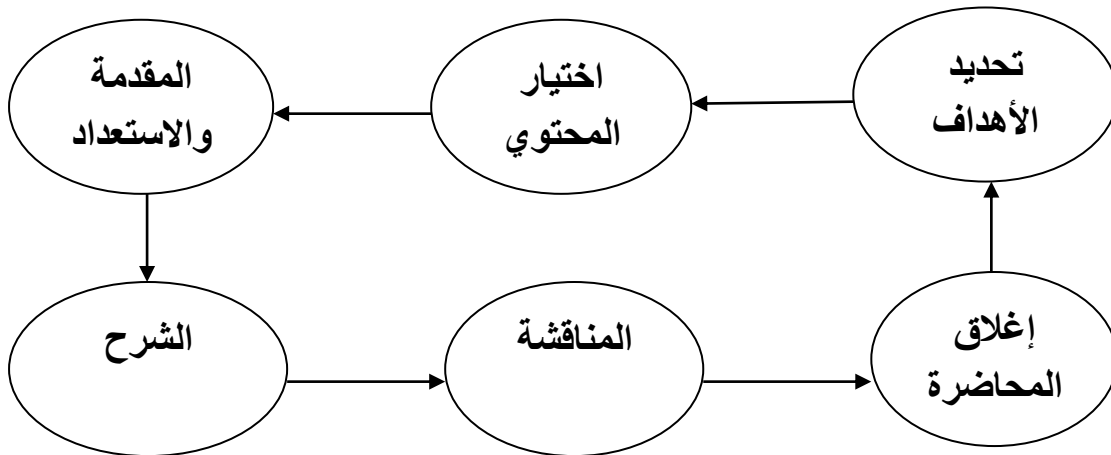 تحديد
الأهداف
اختيار
المحتوي
المقدمة
والاستعداد
الشرح
المناقشة
إغلاق
المحاضرة